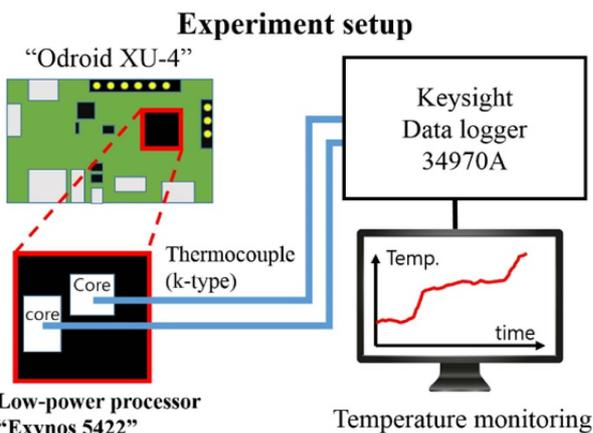 Experiment setup
“Odroid XU-4”
Keysight
Data logger
34970A
Thermocouple
(k-type)
Core
core
Temp.
time
Low-power processor
“Exynos 5422”
Temperature monitoring